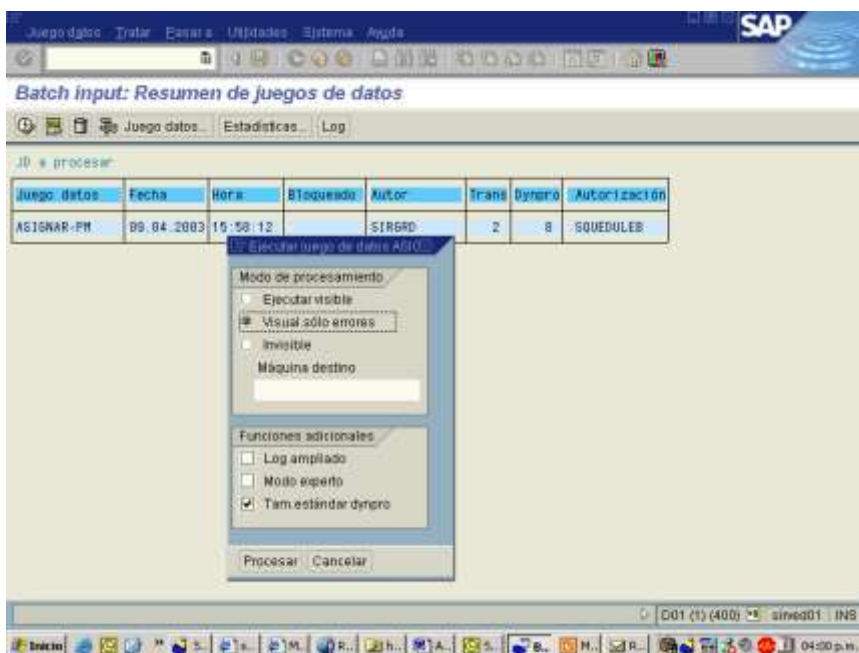 Juego datos Tratar Pasar a Utilidades Sistema Ayuda
SAP
Batch input: Resumen de juegos de datos
Juego datos... Estadísticas... Log
JD a procesar
Juego datos Fecha Hora Bloqueado Autor Trans Dynpro Autorización
ASIGNAR-PM 09.04.2003 15:58:12 SIRGRD 2 8 SQUEDULEB
Ejecutar juego de datos ASIG...
Modo de procesamiento
Ejecutar visible
Visual.sólo errores
Invisible
Máquina destino
Funciones adicionales
Log ampliado
Modo experto
Tam.estándar dynpro
Procesar Cancelar
D01 (1) (400) sirved01 INS
Inicio S... 1s... M... R... h... A... S... B... M... R... 04:00 p.m.